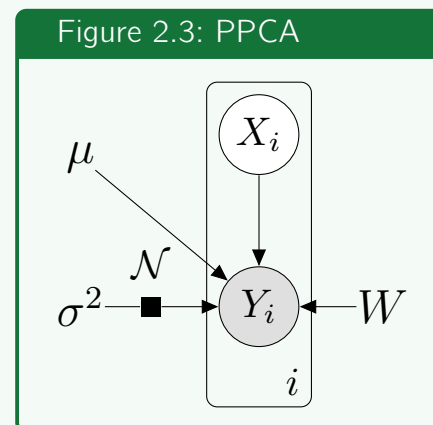 Figure 2.3: PPCA
X_i
μ
𝒩
σ²
Y_i
W
i